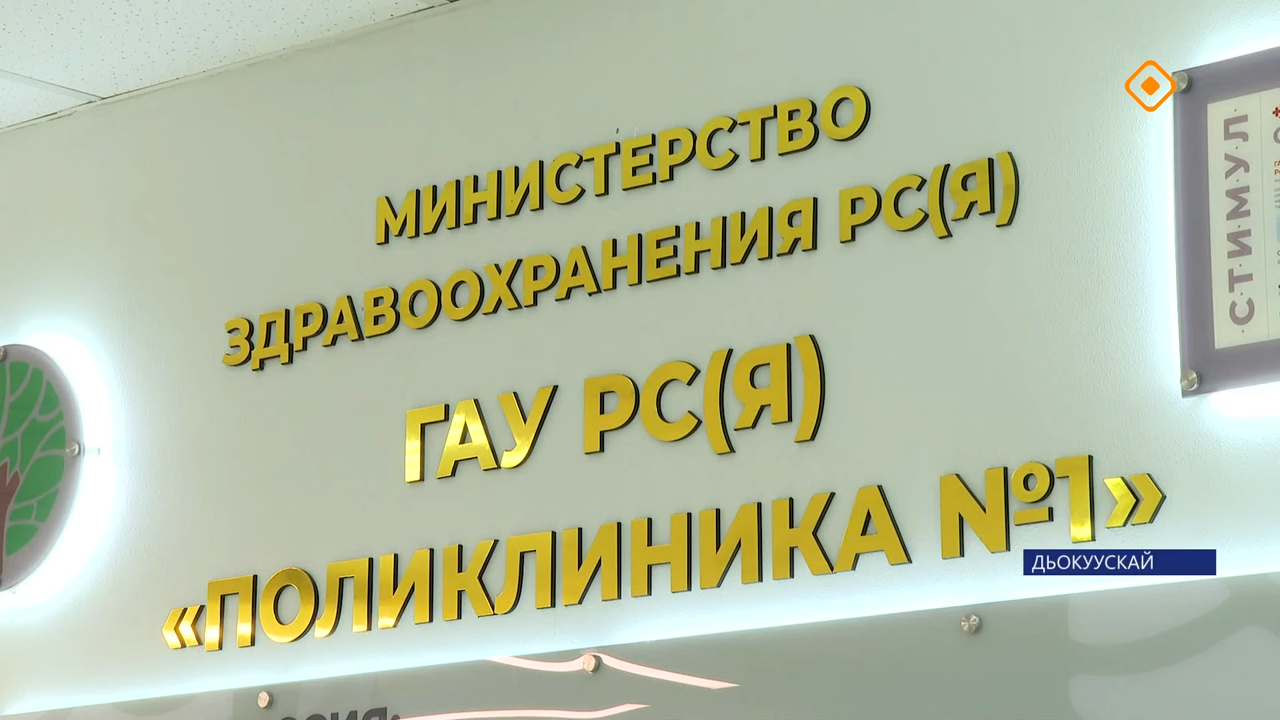 МИНИСТЕРСТВО
ЗДРАВООХРАНЕНИЯ РС(Я)
ГАУ РС(Я)
«ПОЛИКЛИНИКА №1»
СТИМУЛ
ДЬОКУУСКАЙ